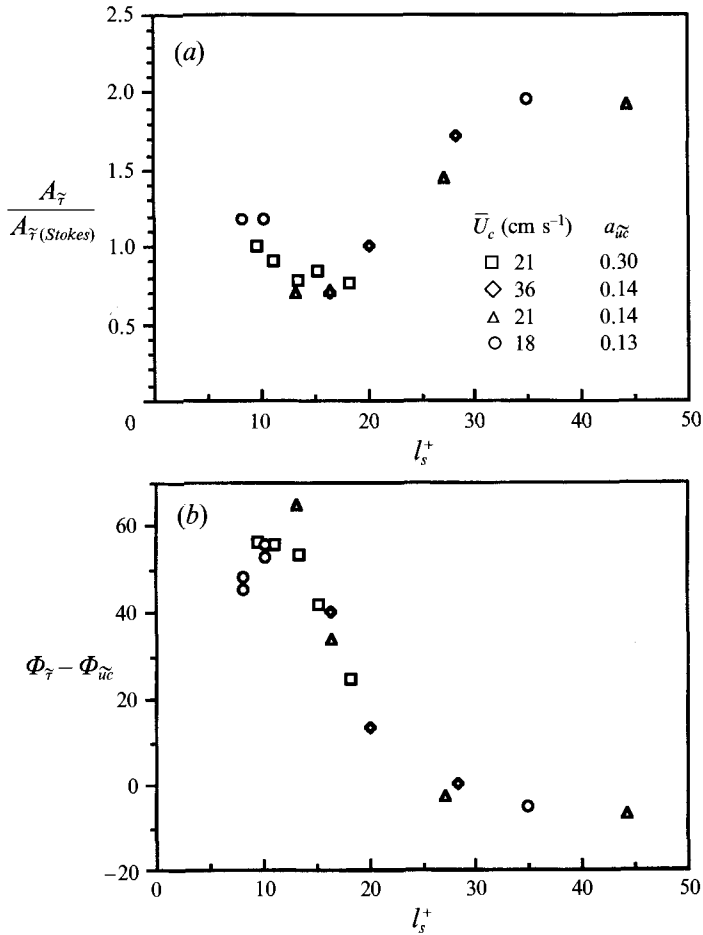 (a)
2.5
2.0
1.5
1.0
0.5
0
A_τ̃
A_τ̃ (Stokes)
Ū_c (cm s⁻¹) a_ũc
□ 21 0.30
◇ 36 0.14
△ 21 0.14
○ 18 0.13
10 20 30 40 50
l_s⁺
(b)
60
40
20
0
−20
Φ_τ̃ − Φ_ũc
0 10 20 30 40 50
l_s⁺